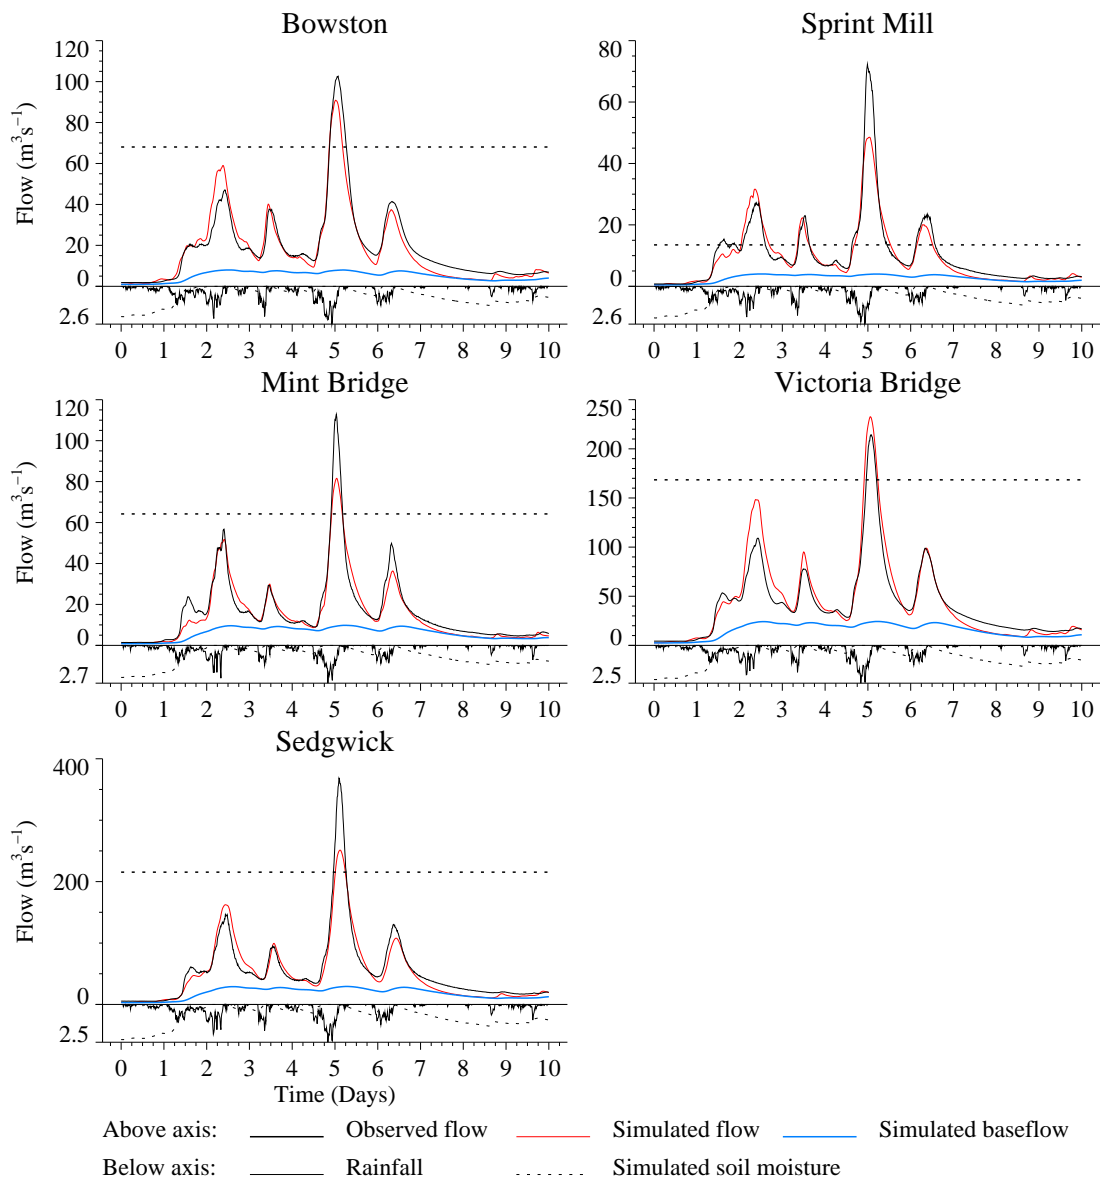 Bowston
Flow (m³s⁻¹)
120
100
80
60
40
20
0
2.6
0 1 2 3 4 5 6 7 8 9 10
Sprint Mill
80
60
40
20
0
2.6
0 1 2 3 4 5 6 7 8 9 10
Mint Bridge
Flow (m³s⁻¹)
120
100
80
60
40
20
0
2.7
0 1 2 3 4 5 6 7 8 9 10
Victoria Bridge
250
200
150
100
50
0
2.5
0 1 2 3 4 5 6 7 8 9 10
Sedgwick
Flow (m³s⁻¹)
400
200
0
2.5
0 1 2 3 4 5 6 7 8 9 10
Time (Days)
Above axis: Observed flow Simulated flow Simulated baseflow
Below axis: Rainfall Simulated soil moisture